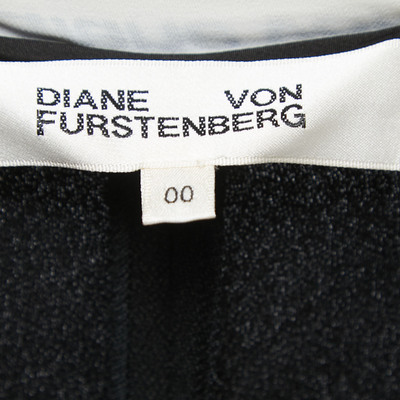 DIANE VON
FURSTENBERG
00